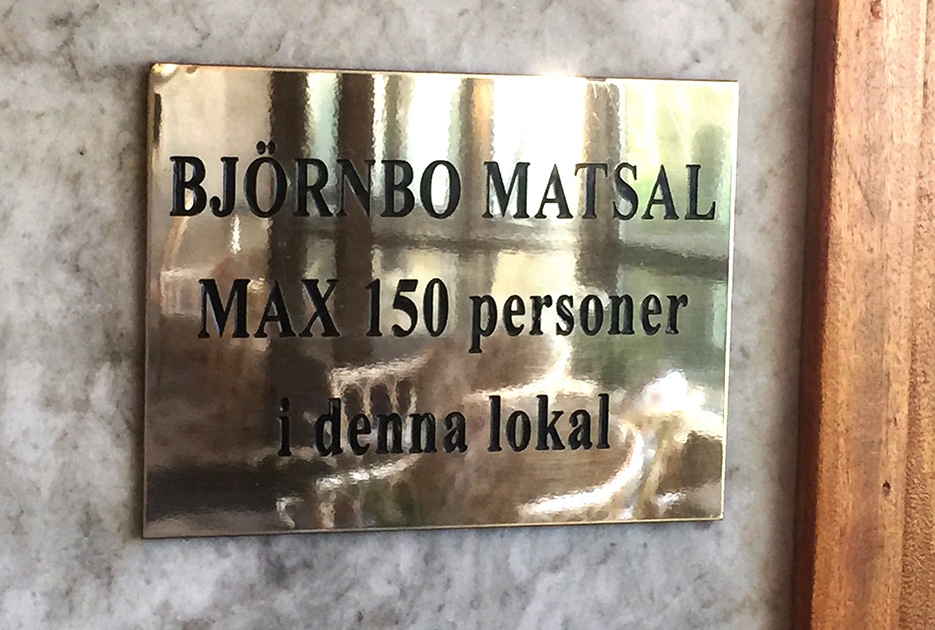 BJÖRNBO MATSAL
MAX 150 personer
i denna lokal